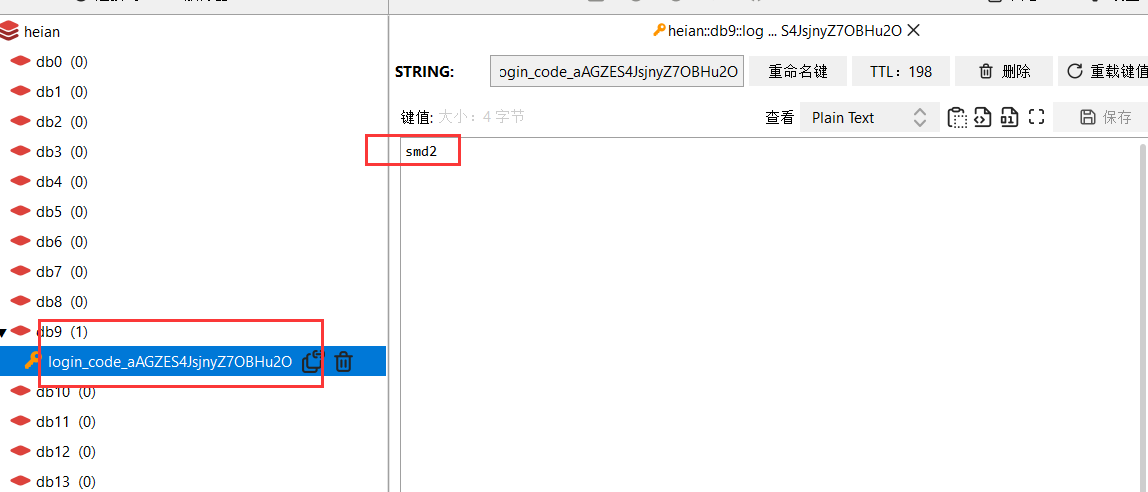 heian
db0 (0)
db1 (0)
db2 (0)
db3 (0)
db4 (0)
db5 (0)
db6 (0)
db7 (0)
db8 (0)
db9 (1)
login_code_aAGZES4JsjnyZ7OBHu2O
db10 (0)
db11 (0)
db12 (0)
db13 (0)
heian::db9::log ... S4JsjnyZ7OBHu2O
STRING: ogin_code_aAGZES4JsjnyZ7OBHu2O 重命名键 TTL：198 删除 重载键值
键值: 大小：4 字节 查看 Plain Text 保存
smd2